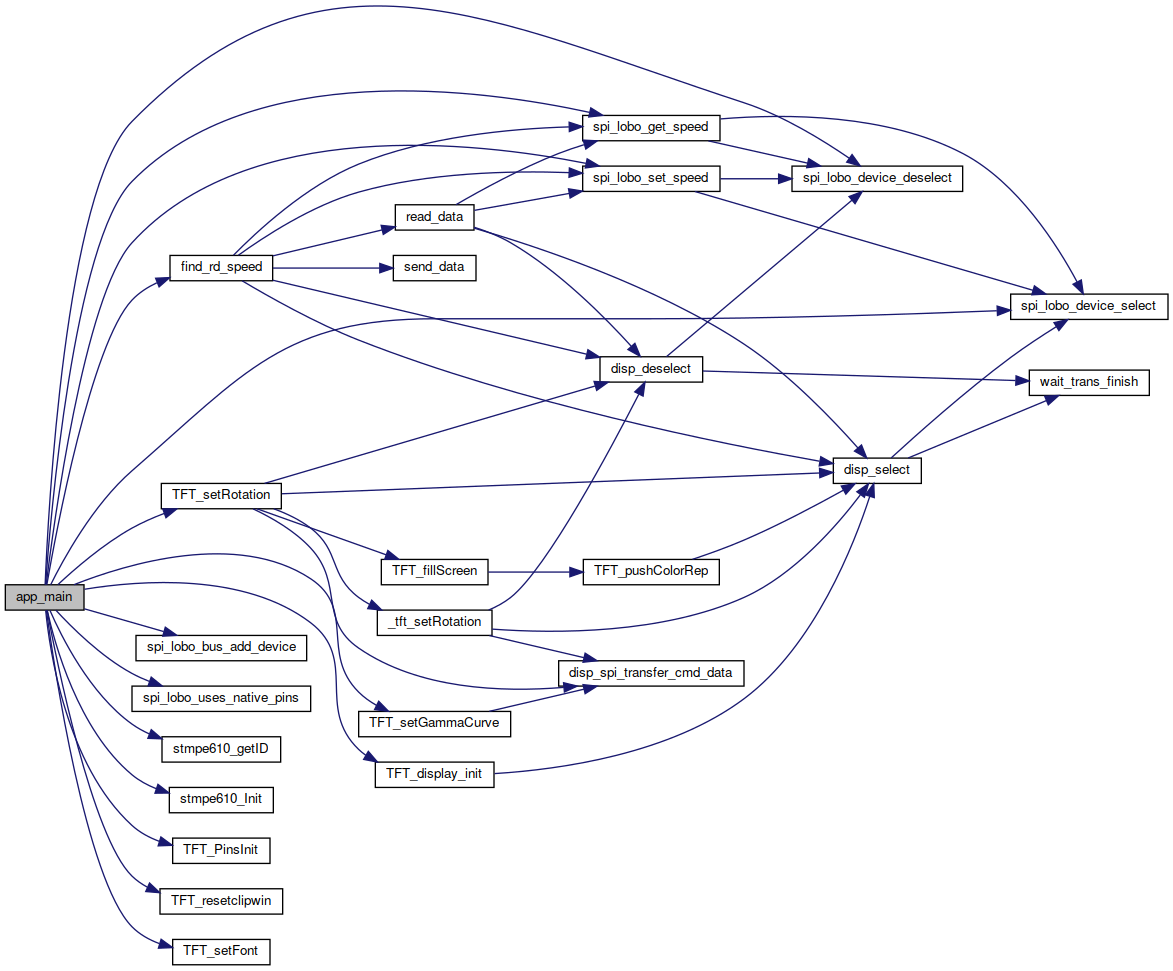 app_main
find_rd_speed
TFT_setRotation
spi_lobo_bus_add_device
spi_lobo_uses_native_pins
stmpe610_getID
stmpe610_Init
TFT_PinsInit
TFT_resetclipwin
TFT_setFont
read_data
send_data
TFT_fillScreen
_tft_setRotation
TFT_setGammaCurve
TFT_display_init
spi_lobo_get_speed
spi_lobo_set_speed
disp_deselect
TFT_pushColorRep
disp_spi_transfer_cmd_data
spi_lobo_device_deselect
disp_select
spi_lobo_device_select
wait_trans_finish